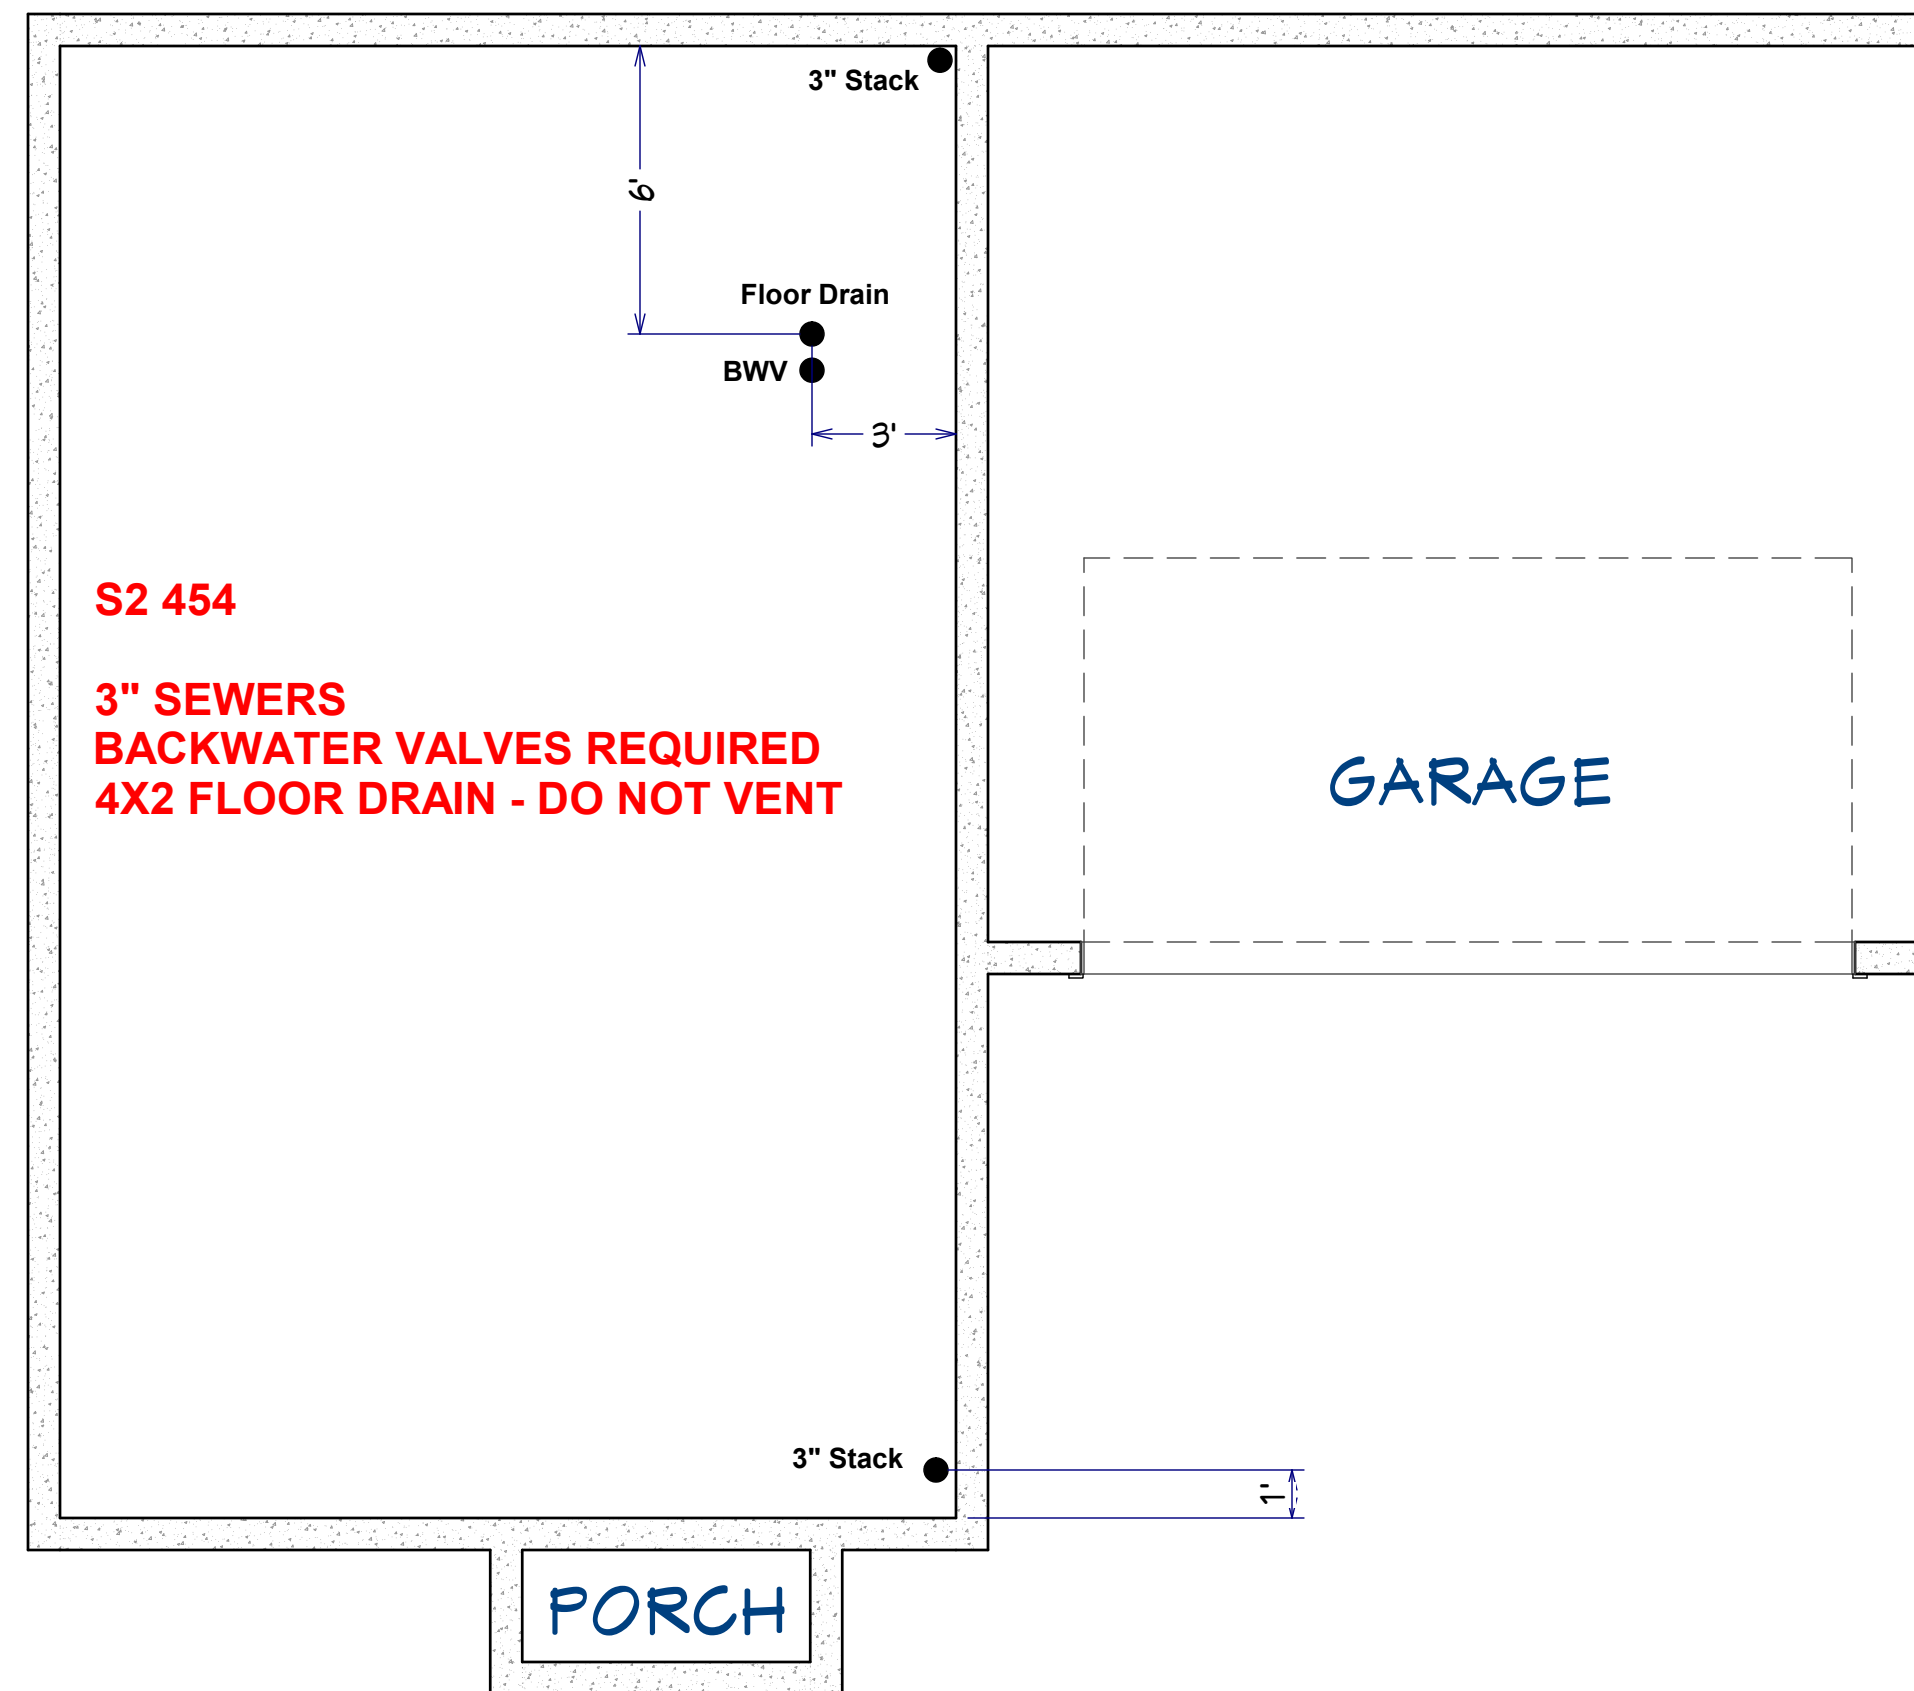 3" Stack
6'
Floor Drain
BWV
3'
S2 454
3" SEWERS
BACKWATER VALVES REQUIRED
4X2 FLOOR DRAIN - DO NOT VENT
GARAGE
3" Stack
1'
PORCH